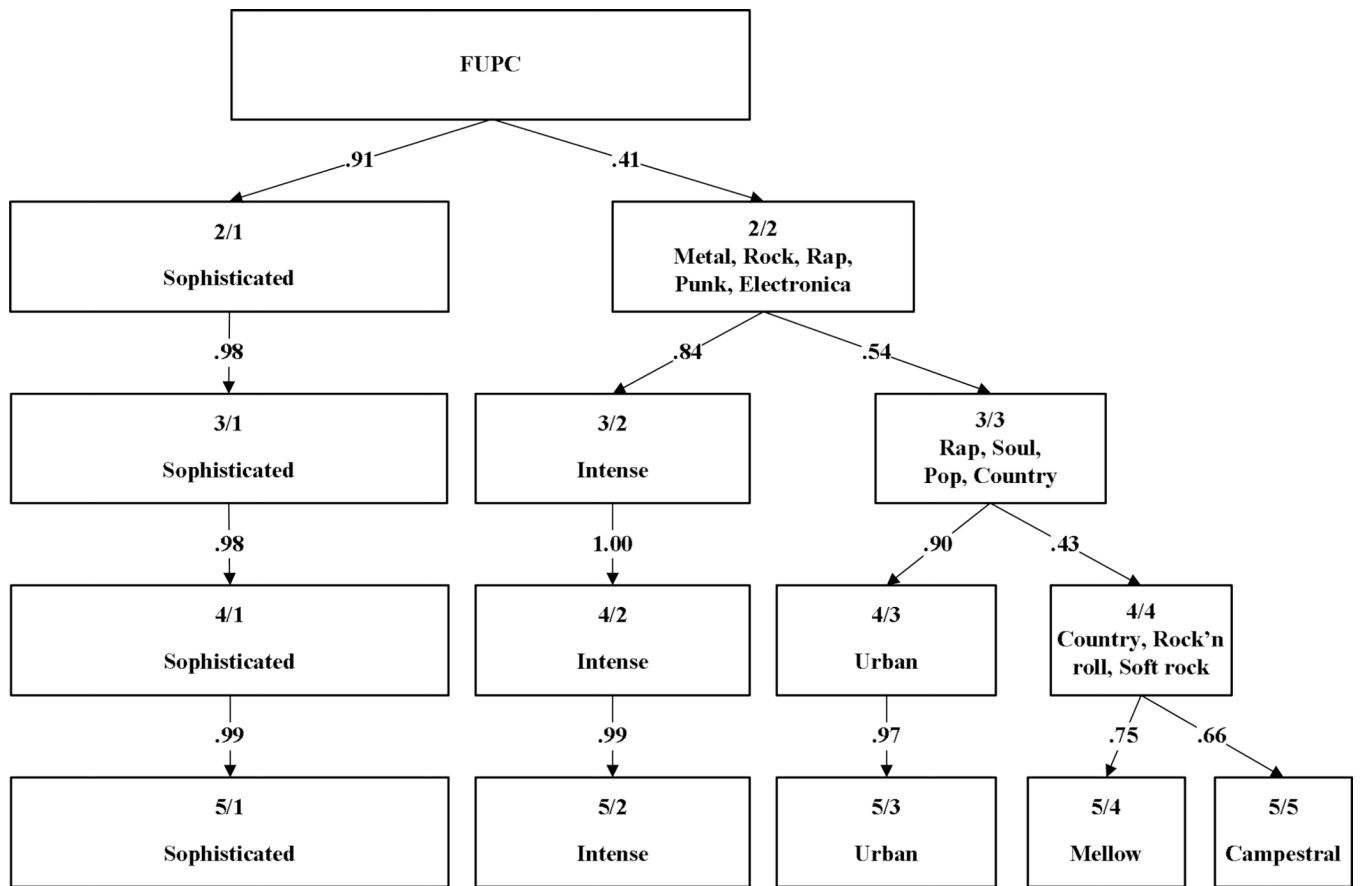 FUPC
.91
.41
2/1
Sophisticated
2/2
Metal, Rock, Rap,
Punk, Electronica
.98
.84
.54
3/1
Sophisticated
3/2
Intense
3/3
Rap, Soul,
Pop, Country
.98
1.00
.90
.43
4/1
Sophisticated
4/2
Intense
4/3
Urban
4/4
Country, Rock’n
roll, Soft rock
.99
.99
.97
.75
.66
5/1
Sophisticated
5/2
Intense
5/3
Urban
5/4
Mellow
5/5
Campestral